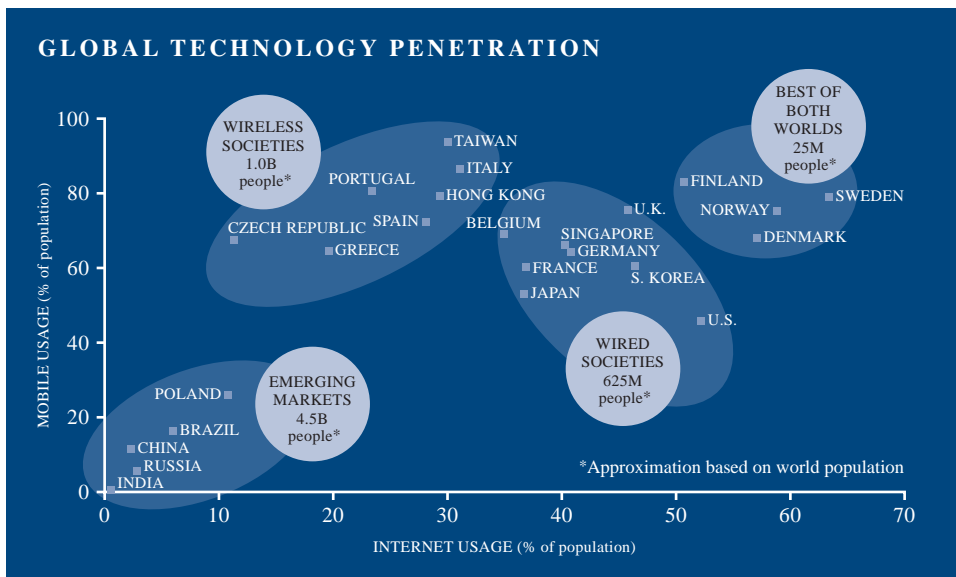 GLOBAL TECHNOLOGY PENETRATION
WIRELESS
SOCIETIES
1.0B
people*
BEST OF
BOTH
WORLDS
25M
people*
MOBILE USAGE (% of population)
100
80
60
40
20
0
TAIWAN
ITALY
PORTUGAL
HONG KONG
SPAIN
CZECH REPUBLIC
GREECE
BELGIUM
U.K.
SINGAPORE
GERMANY
FRANCE
S. KOREA
JAPAN
U.S.
FINLAND
SWEDEN
NORWAY
DENMARK
WIRED
SOCIETIES
625M
people*
EMERGING
MARKETS
4.5B
people*
POLAND
BRAZIL
CHINA
RUSSIA
INDIA
*Approximation based on world population
0 10 20 30 40 50 60 70
INTERNET USAGE (% of population)